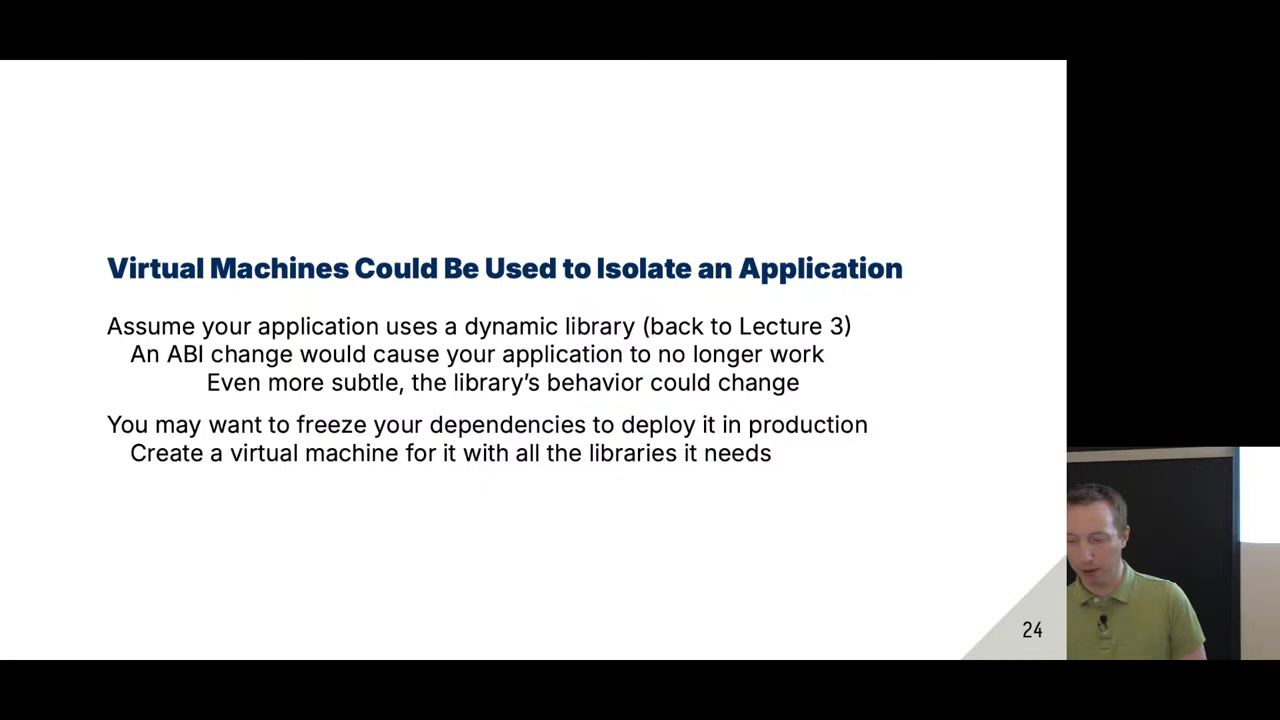 Virtual Machines Could Be Used to Isolate an Application
Assume your application uses a dynamic library (back to Lecture 3)
An ABI change would cause your application to no longer work
Even more subtle, the library’s behavior could change
You may want to freeze your dependencies to deploy it in production
Create a virtual machine for it with all the libraries it needs
24